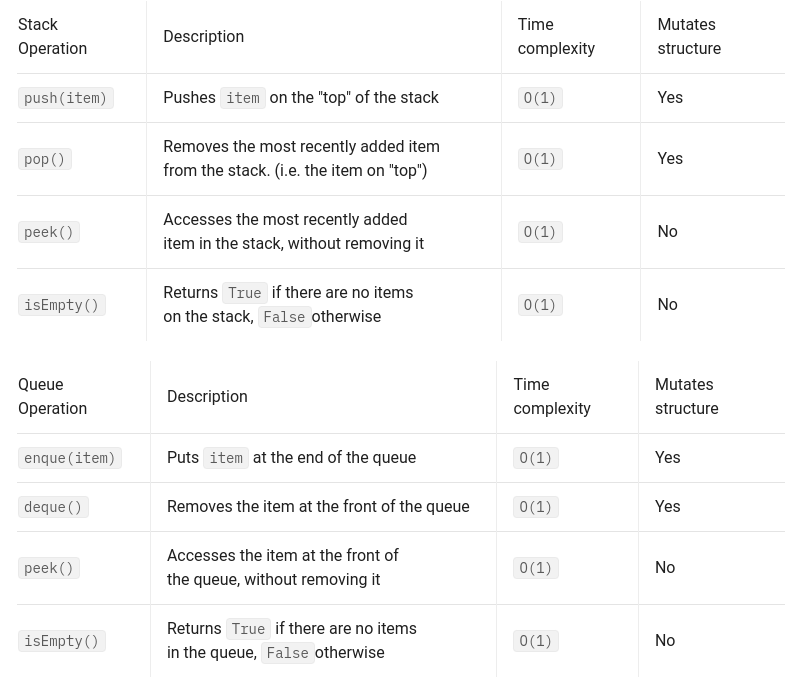 Stack
Operation
Description
Time
complexity
Mutates
structure
push(item)
Pushes item on the "top" of the stack
O(1)
Yes
pop()
Removes the most recently added item
from the stack. (i.e. the item on "top")
O(1)
Yes
peek()
Accesses the most recently added
item in the stack, without removing it
O(1)
No
isEmpty()
Returns True if there are no items
on the stack, False otherwise
O(1)
No
Queue
Operation
Description
Time
complexity
Mutates
structure
enque(item)
Puts item at the end of the queue
O(1)
Yes
deque()
Removes the item at the front of the queue
O(1)
Yes
peek()
Accesses the item at the front of
the queue, without removing it
O(1)
No
isEmpty()
Returns True if there are no items
in the queue, False otherwise
O(1)
No